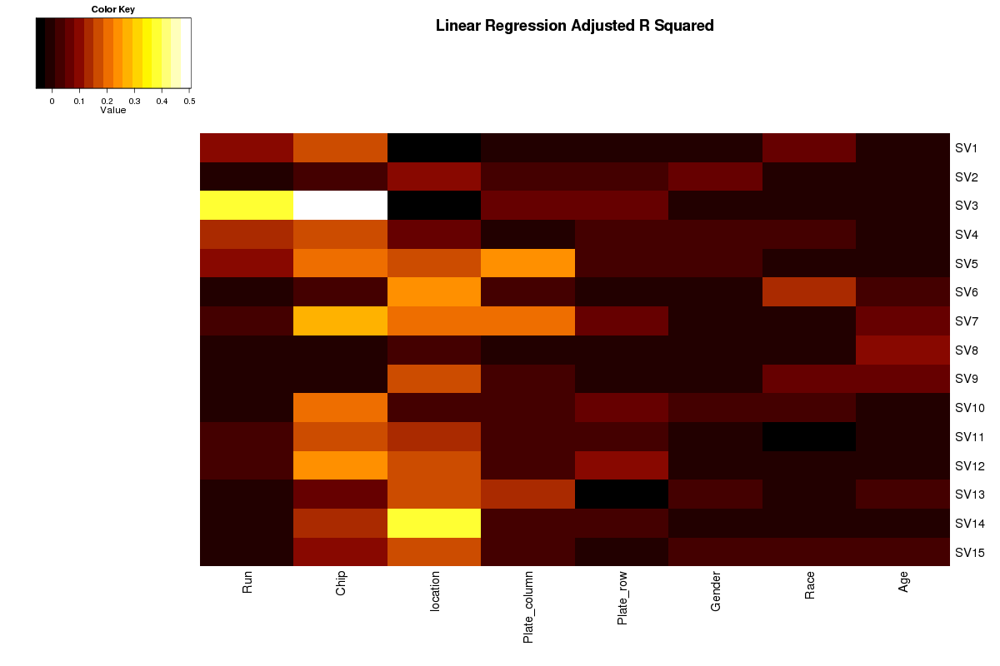 Color Key
Linear Regression Adjusted R Squared
0 0.1 0.2 0.3 0.4 0.5
Value
SV1
SV2
SV3
SV4
SV5
SV6
SV7
SV8
SV9
SV10
SV11
SV12
SV13
SV14
SV15
Run Chip location Plate_column Plate_row Gender Race Age